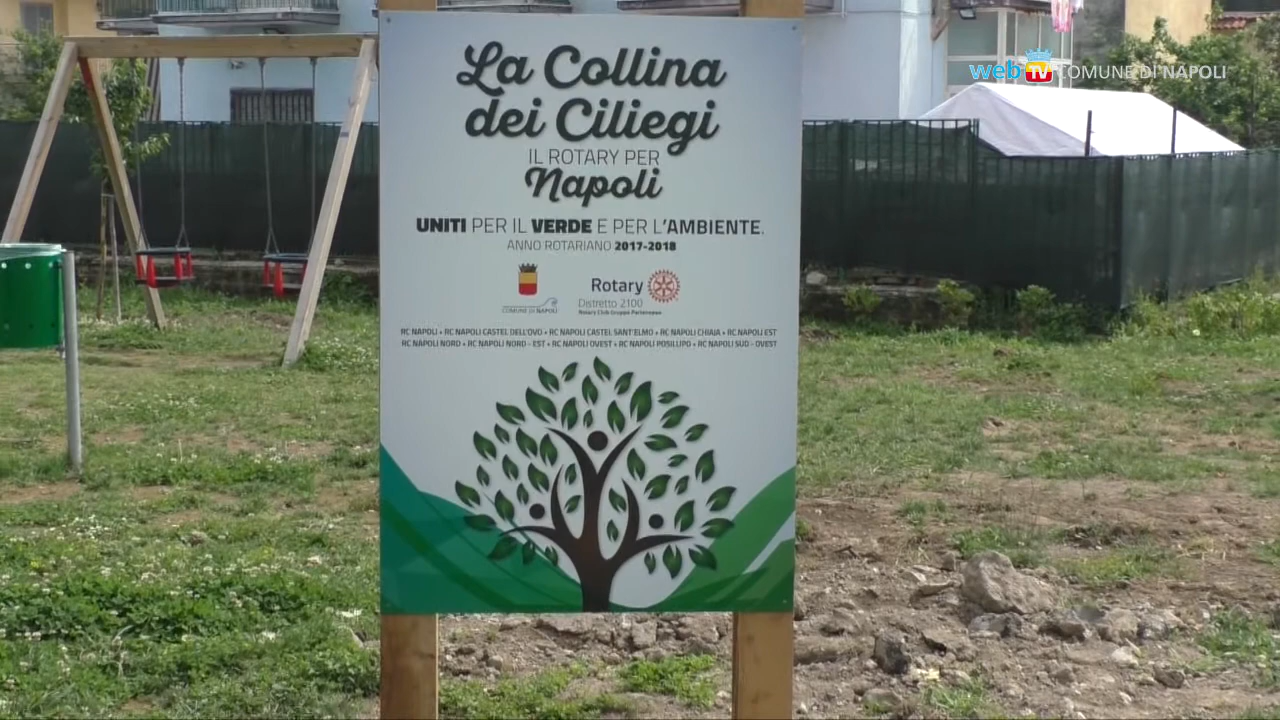 web TV COMUNE DI NAPOLI
La Collina
dei Ciliegi
IL ROTARY PER
Napoli
UNITI PER IL VERDE E PER L'AMBIENTE.
ANNO ROTARIANO 2017-2018
COMUNE DI NAPOLI
Rotary
Distretto 2100
Rotary Club Gruppo Partenopeo
RC NAPOLI + RC NAPOLI CASTEL DELL'OVO + RC NAPOLI CASTEL SANT'ELMO + RC NAPOLI CHIAIA + RC NAPOLI EST
RC NAPOLI NORD + RC NAPOLI NORD - EST + RC NAPOLI OVEST + RC NAPOLI POSILLIPO + RC NAPOLI SUD - OVEST